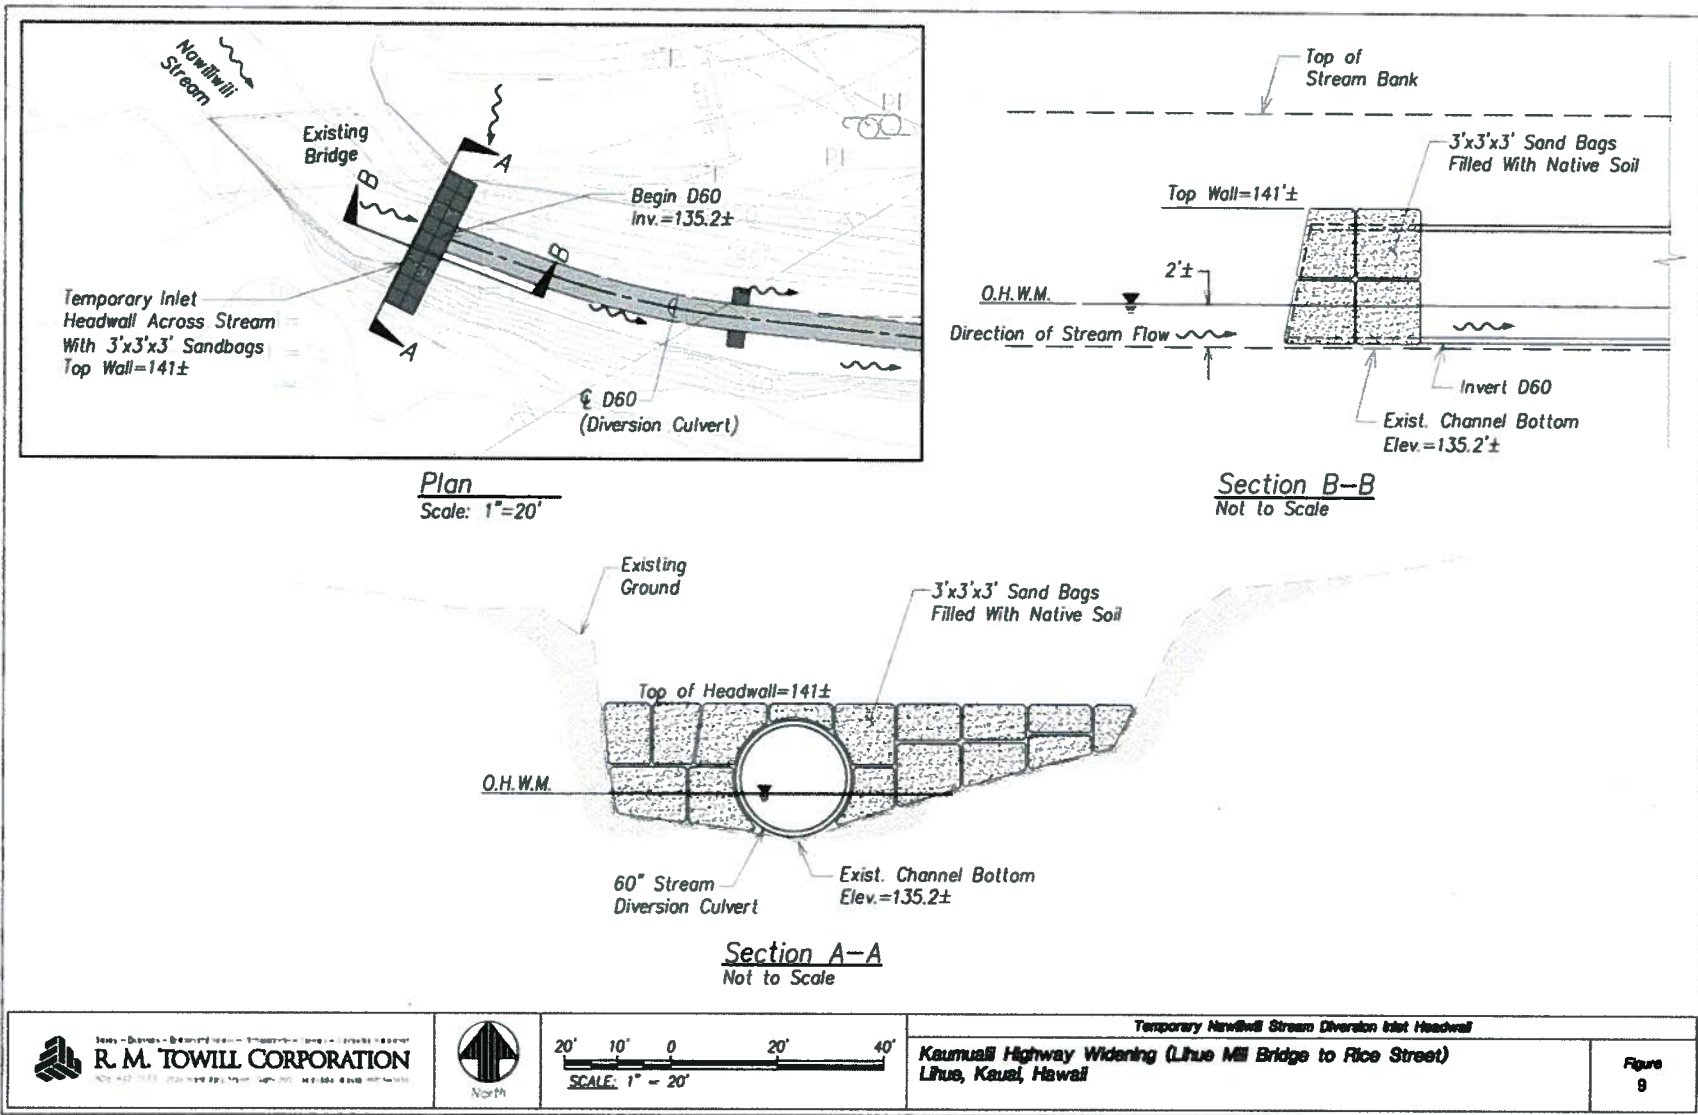 Nawiliwili
Stream
Existing
Bridge
A
B
Begin D60
Inv.=135.2±
B
Temporary Inlet
Headwall Across Stream
With 3'x3'x3' Sandbags
Top Wall=141±
A
℄ D60
(Diversion Culvert)
Plan
Scale: 1"=20'
Top of
Stream Bank
3'x3'x3' Sand Bags
Filled With Native Soil
Top Wall=141'±
2'±
O.H.W.M.
Direction of Stream Flow
Invert D60
Exist. Channel Bottom
Elev.=135.2'±
Section B-B
Not to Scale
Existing
Ground
3'x3'x3' Sand Bags
Filled With Native Soil
Top of Headwall=141±
O.H.W.M.
60" Stream
Diversion Culvert
Exist. Channel Bottom
Elev.=135.2±
Section A-A
Not to Scale
R. M. TOWILL CORPORATION
North
20' 10' 0 20' 40'
SCALE: 1" = 20'
Temporary Nawiliwili Stream Diversion Inlet Headwall
Kaumualii Highway Widening (Lihue Mill Bridge to Rice Street)
Lihue, Kauai, Hawaii
Figure
9